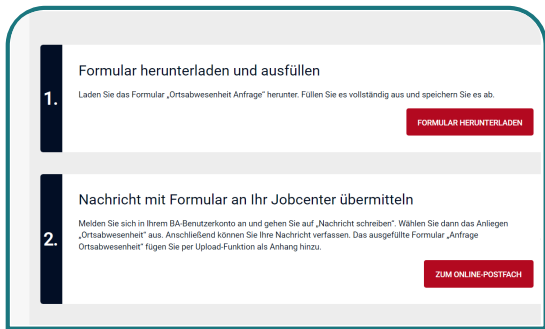 1.
Formular herunterladen und ausfüllen
Laden Sie das Formular „Ortsabwesenheit Anfrage“ herunter. Füllen Sie es vollständig aus und speichern Sie es ab.
FORMULAR HERUNTERLADEN
2.
Nachricht mit Formular an Ihr Jobcenter übermitteln
Melden Sie sich in Ihrem BA-Benutzerkonto an und gehen Sie auf „Nachricht schreiben“. Wählen Sie dann das Anliegen
„Ortsabwesenheit“ aus. Anschließend können Sie Ihre Nachricht verfassen. Das ausgefüllte Formular „Anfrage
Ortsabwesenheit“ fügen Sie per Upload-Funktion als Anhang hinzu.
ZUM ONLINE-POSTFACH